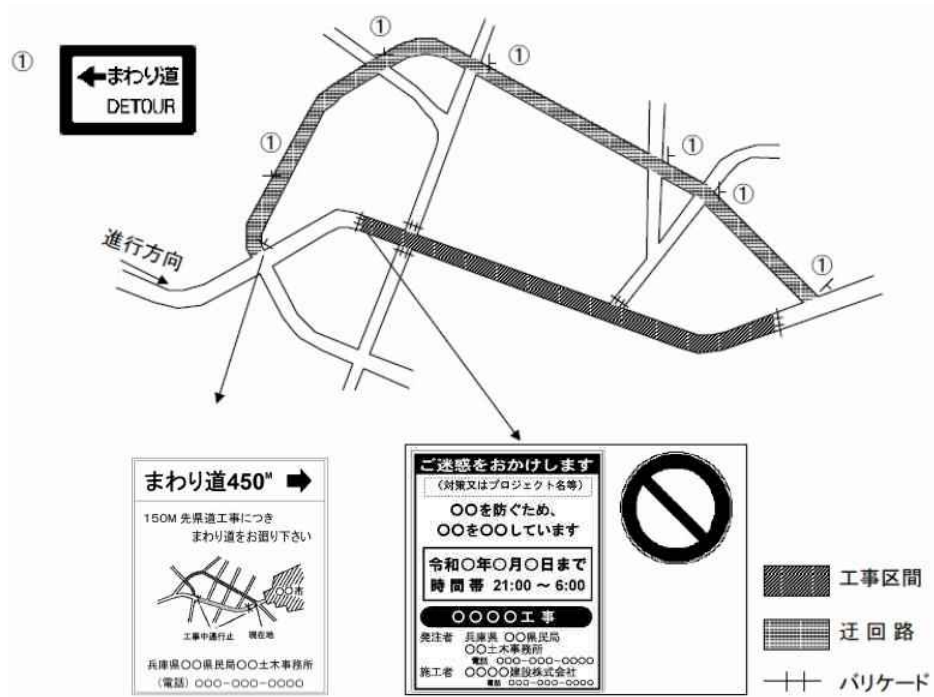 ①
まわり道
DETOUR
①
①
①
①
①
①
進行方向
まわり道450M
150M 先県道工事につき
まわり道をお廻り下さい
○○市
工事中通行止
現在地
兵庫県○○県民局○○土木事務所
(電話) ○○○-○○○-○○○○
ご迷惑をおかけします
(対策又はプロジェクト名等)
○○を防ぐため、
○○を○○しています
令和○年○月○日まで
時間帯 21:00 ~ 6:00
○○○○工事
発注者 兵庫県 ○○県民局
○○土木事務所
電話 ○○○-○○○-○○○○
施工者 ○○○○建設株式会社
電話 ○○○-○○○-○○○○
工事区間
迂回路
バリケード